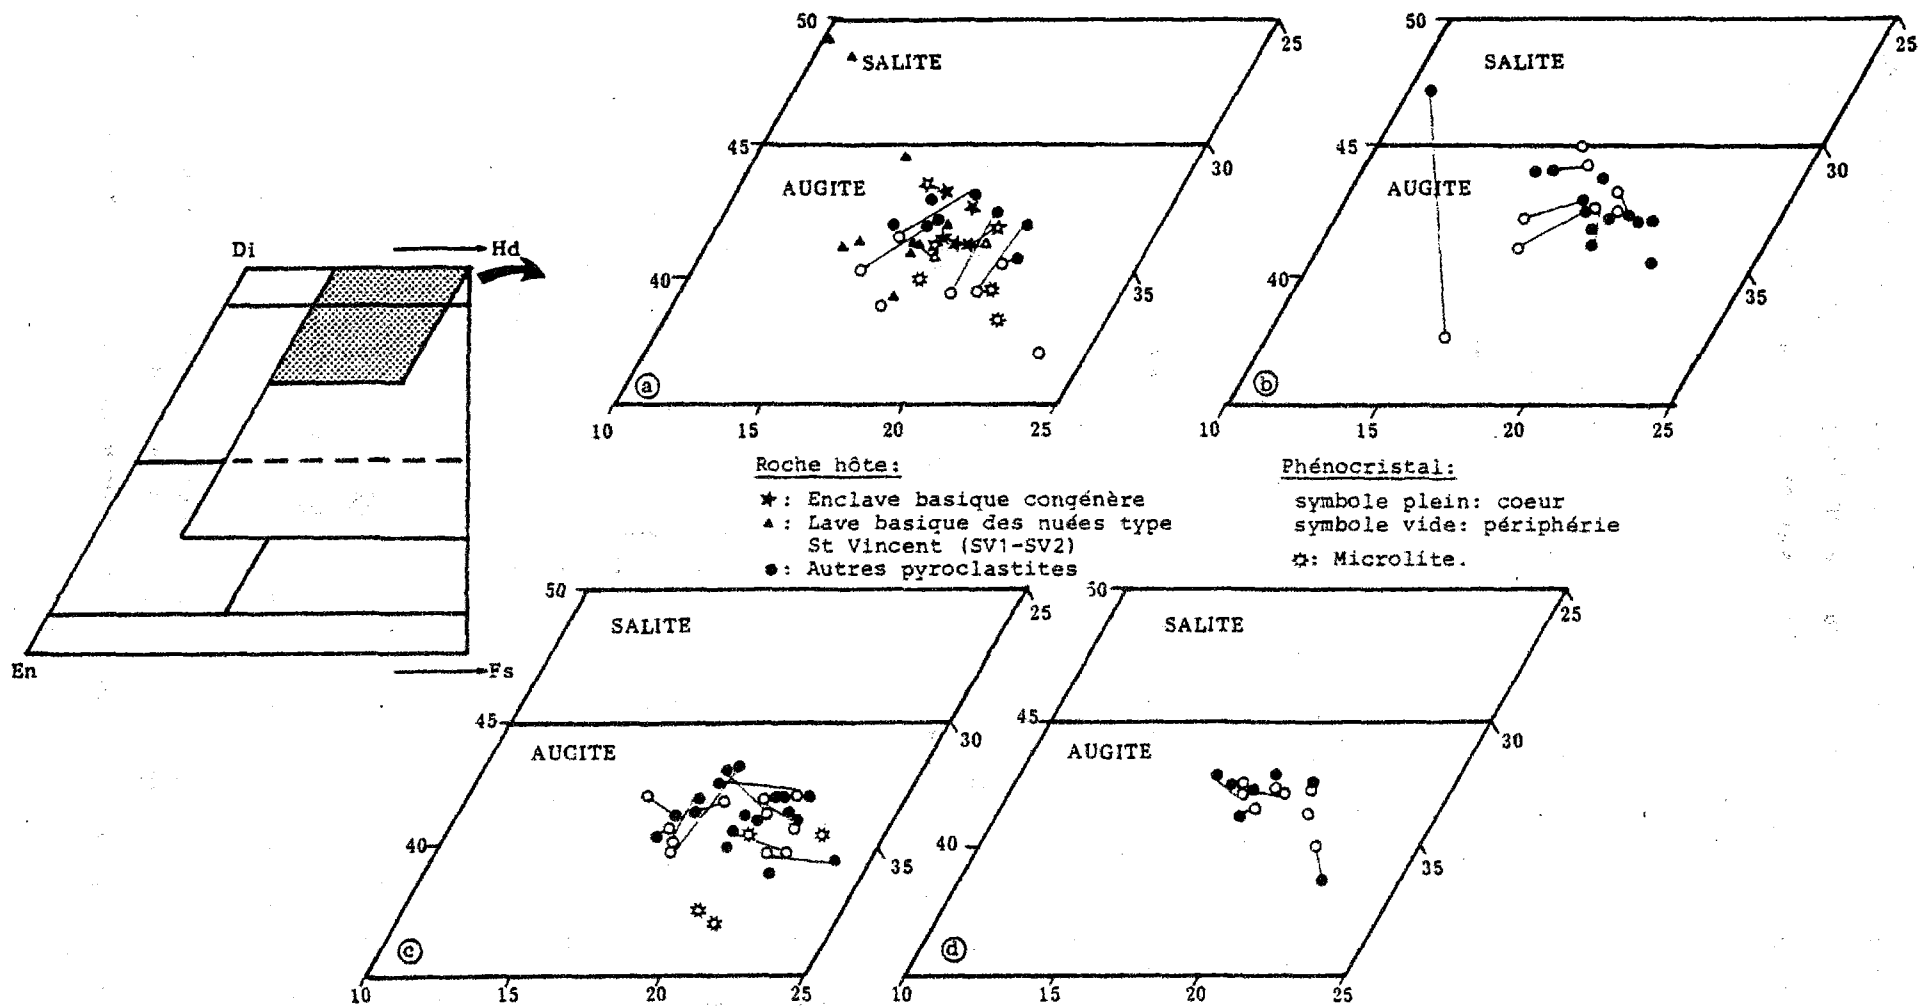 50
25
SALITE
45
30
AUGITE
40
35
a
10
15
20
25
50
25
SALITE
45
30
AUGITE
40
35
b
10
15
20
25
Di
Hd
En
Fs
Roche hôte:
★: Enclave basique congénère
▲: Lave basique des nuées type
St Vincent (SV1-SV2)
●: Autres pyroclastites
Phénocristal:
symbole plein: coeur
symbole vide: périphérie
✡: Microlite.
50
25
SALITE
45
30
AUCITE
40
35
c
10
15
20
25
50
25
SALITE
45
30
AUGITE
40
35
d
10
15
20
25